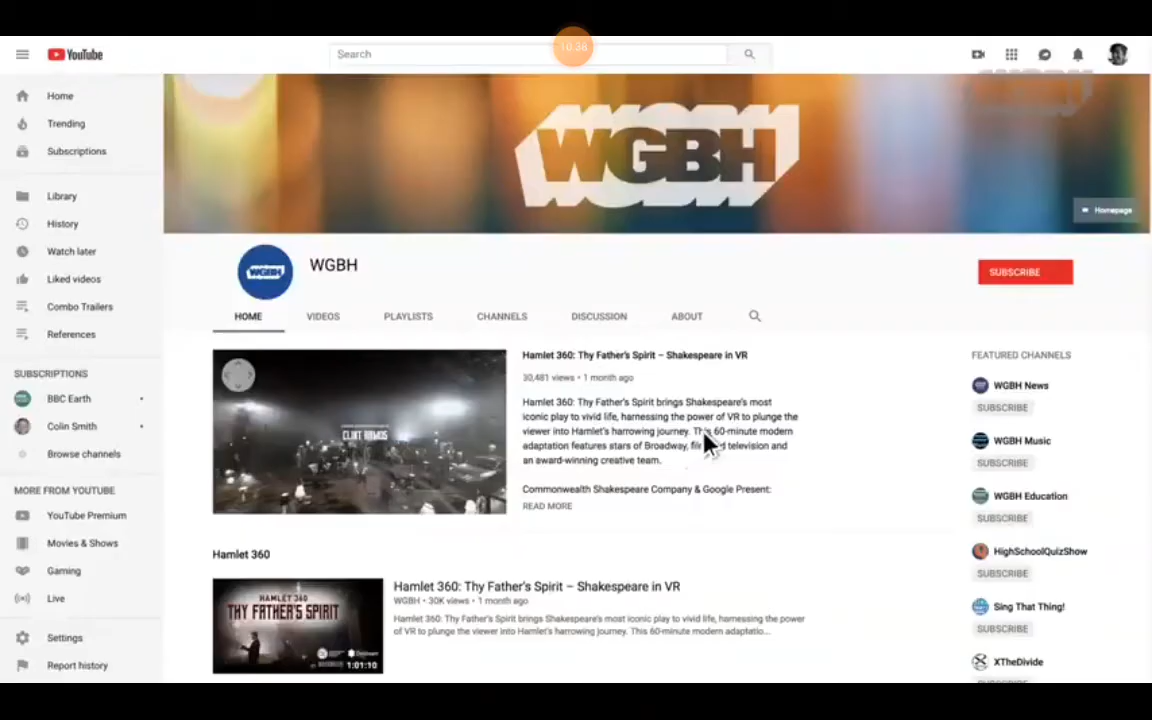 10:38
YouTube
Search
Home
Trending
Subscriptions
Library
History
Watch later
Lived videos
Combo Trailers
References
SUBSCRIPTIONS
BBC Earth
Colin Smith
Browse channels
MORE FROM YOUTUBE
YouTube Premium
Movies & Shows
Gaming
Live
Settings
Report history
WGBH
WGBH
Homepage
WGBH
WGBH
SUBSCRIBE
HOME VIDEOS PLAYLISTS CHANNELS DISCUSSION ABOUT
CLINT RAMOS
Hamlet 360: Thy Father's Spirit – Shakespeare in VR
30,481 views • 1 month ago
Hamlet 360: Thy Father's Spirit brings Shakespeare's most
iconic play to vivid life, harnessing the power of VR to plunge the
viewer into Hamlet's harrowing journey. This 60-minute modern
adaptation features stars of Broadway, television and
an award-winning creative team.
Commonwealth Shakespeare Company & Google Present:
READ MORE
Hamlet 360
HAMLET 360
THY FATHER'S SPIRIT
1:01:10
Hamlet 360: Thy Father's Spirit – Shakespeare in VR
WGBH • 30K views • 1 month ago
Hamlet 360: Thy Father's Spirit brings Shakespeare's most iconic play to vivid life, harnessing the power
of VR to plunge the viewer into Hamlet's harrowing journey. This 60-minute modern adaptatio...
FEATURED CHANNELS
WGBH News
SUBSCRIBE
WGBH Music
SUBSCRIBE
WGBH Education
SUBSCRIBE
HighSchoolQuizShow
SUBSCRIBE
Sing That Thing!
SUBSCRIBE
XTheDivide